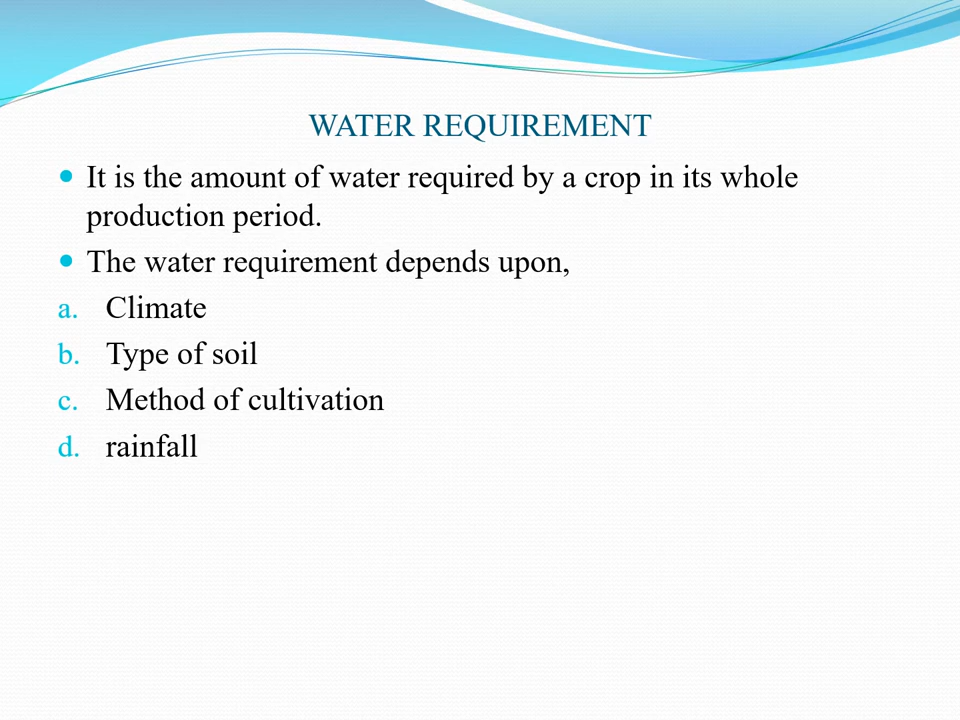 WATER REQUIREMENT
• It is the amount of water required by a crop in its whole
production period.
• The water requirement depends upon,
a. Climate
b. Type of soil
c. Method of cultivation
d. rainfall